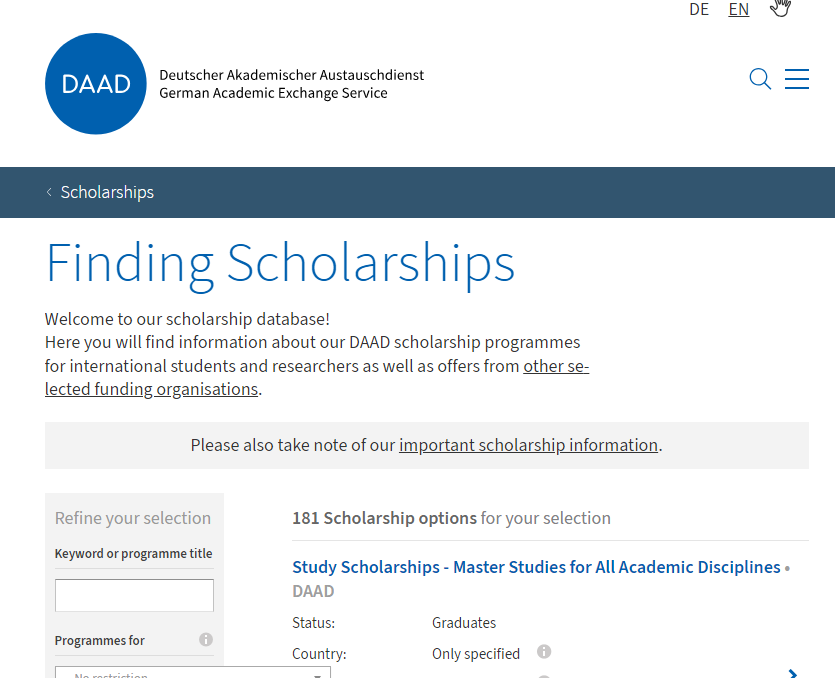 DE EN
DAAD
Deutscher Akademischer Austauschdienst
German Academic Exchange Service
Scholarships
Finding Scholarships
Welcome to our scholarship database!
Here you will find information about our DAAD scholarship programmes
for international students and researchers as well as offers from other se-
lected funding organisations.
Please also take note of our important scholarship information.
Refine your selection
Keyword or programme title
Programmes for
No restriction
181 Scholarship options for your selection
Study Scholarships - Master Studies for All Academic Disciplines •
DAAD
Status: Graduates
Country: Only specified